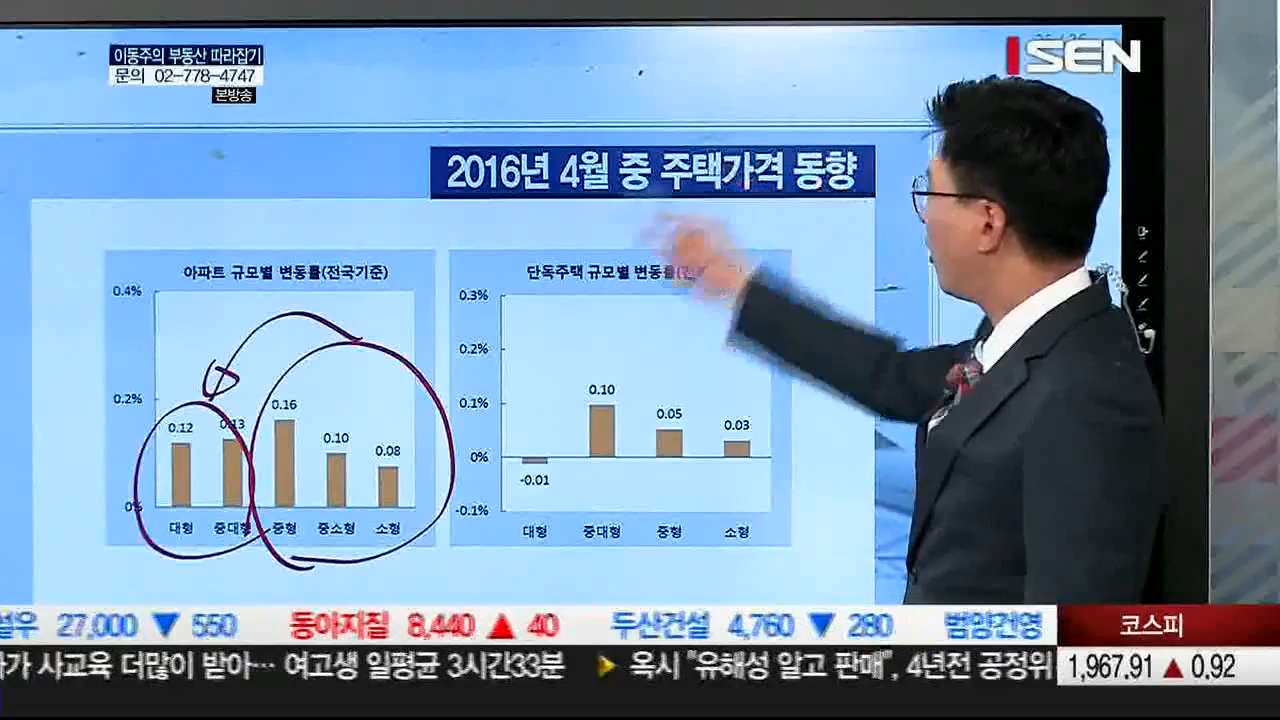 이동주의 부동산 따라잡기
문의 02-778-4747
본방송
SEN
2016년 4월 중 주택가격 동향
아파트 규모별 변동률(전국기준)
0.4%
0.2%
0%
0.12
0.13
0.16
0.10
0.08
대형
중대형
중형
중소형
소형
단독주택 규모별 변동률
0.3%
0.2%
0.1%
0%
-0.1%
-0.01
0.10
0.05
0.03
대형
중대형
중형
소형
설우 27,000 ▼ 550 동아지질 8,440 ▲ 40 두산건설 4,760 ▼ 280 범양건영
코스피
가 사교육 더많이 받아… 여고생 일평균 3시간33분 ▶ 옥시 "유해성 알고 판매", 4년전 공정위
1,967.91 ▲ 0.92